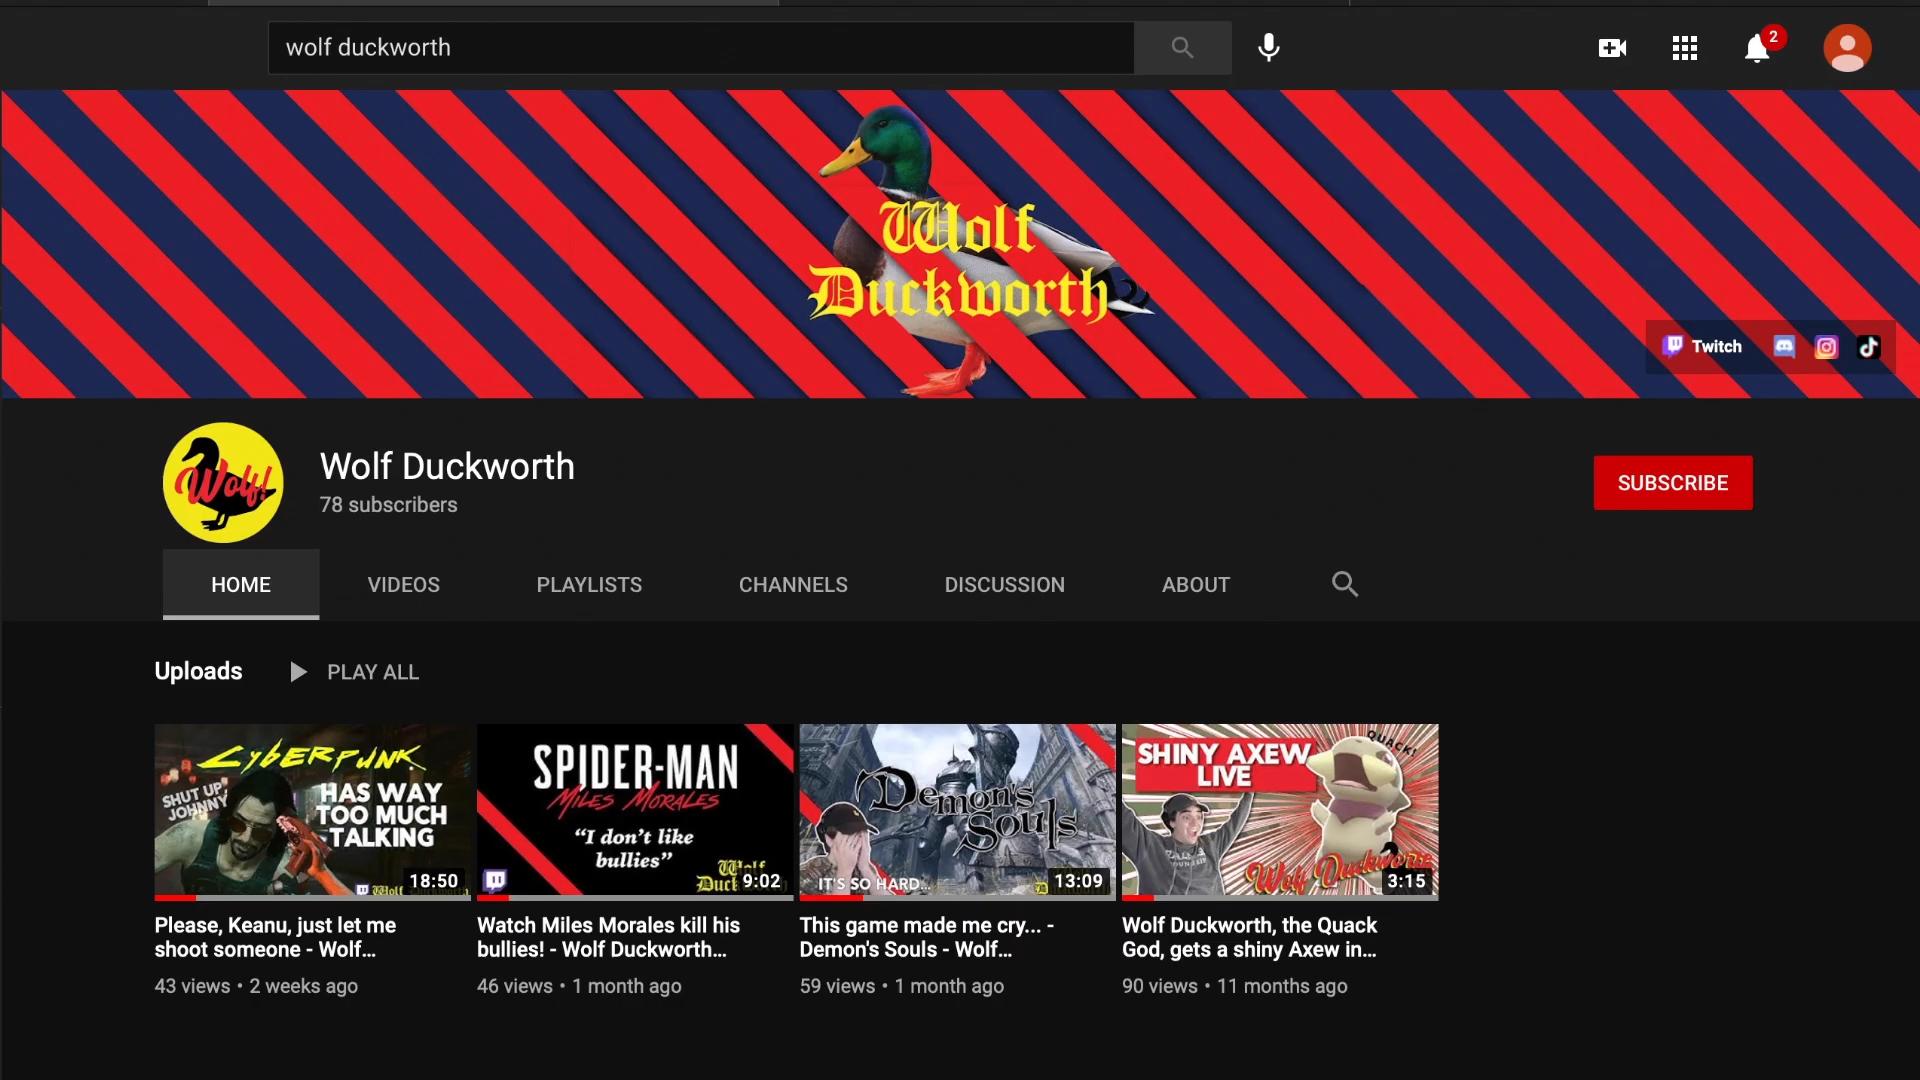 wolf duckworth
2
Wolf
Duckworth
Twitch
Wolf!
Wolf Duckworth
78 subscribers
SUBSCRIBE
HOME
VIDEOS
PLAYLISTS
CHANNELS
DISCUSSION
ABOUT
Uploads
PLAY ALL
CYBERPUNK
SHUT UP,
JOHNNY
HAS WAY
TOO MUCH
TALKING
18:50
SPIDER-MAN
MILES MORALES
“I don’t like
bullies”
Wolf
9:02
Demon's
Souls
IT'S SO HARD...
13:09
SHINY AXEW
LIVE
QUACK!
Wolf Duckworth
3:15
Please, Keanu, just let me
shoot someone - Wolf...
43 views • 2 weeks ago
Watch Miles Morales kill his
bullies! - Wolf Duckworth...
46 views • 1 month ago
This game made me cry... -
Demon's Souls - Wolf...
59 views • 1 month ago
Wolf Duckworth, the Quack
God, gets a shiny Axew in...
90 views • 11 months ago